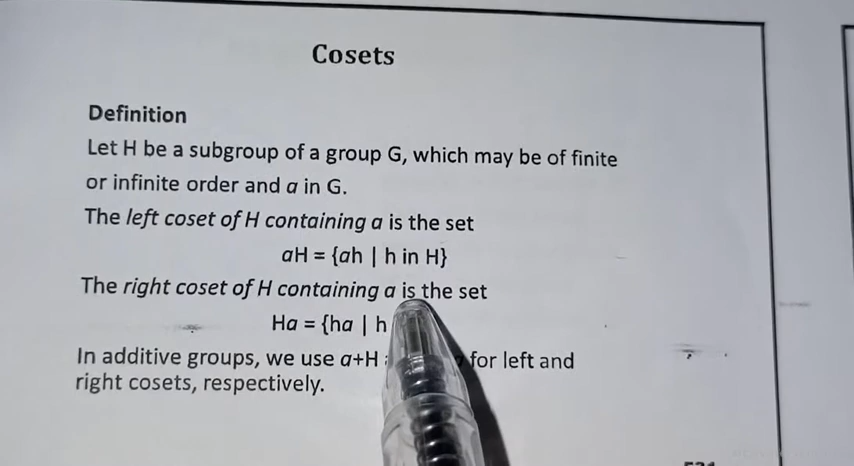 Cosets
Definition
Let H be a subgroup of a group G, which may be of finite
or infinite order and a in G.
The left coset of H containing a is the set
aH = {ah | h in H}
The right coset of H containing a is the set
Ha = {ha | h
In additive groups, we use a+H for left and
right cosets, respectively.